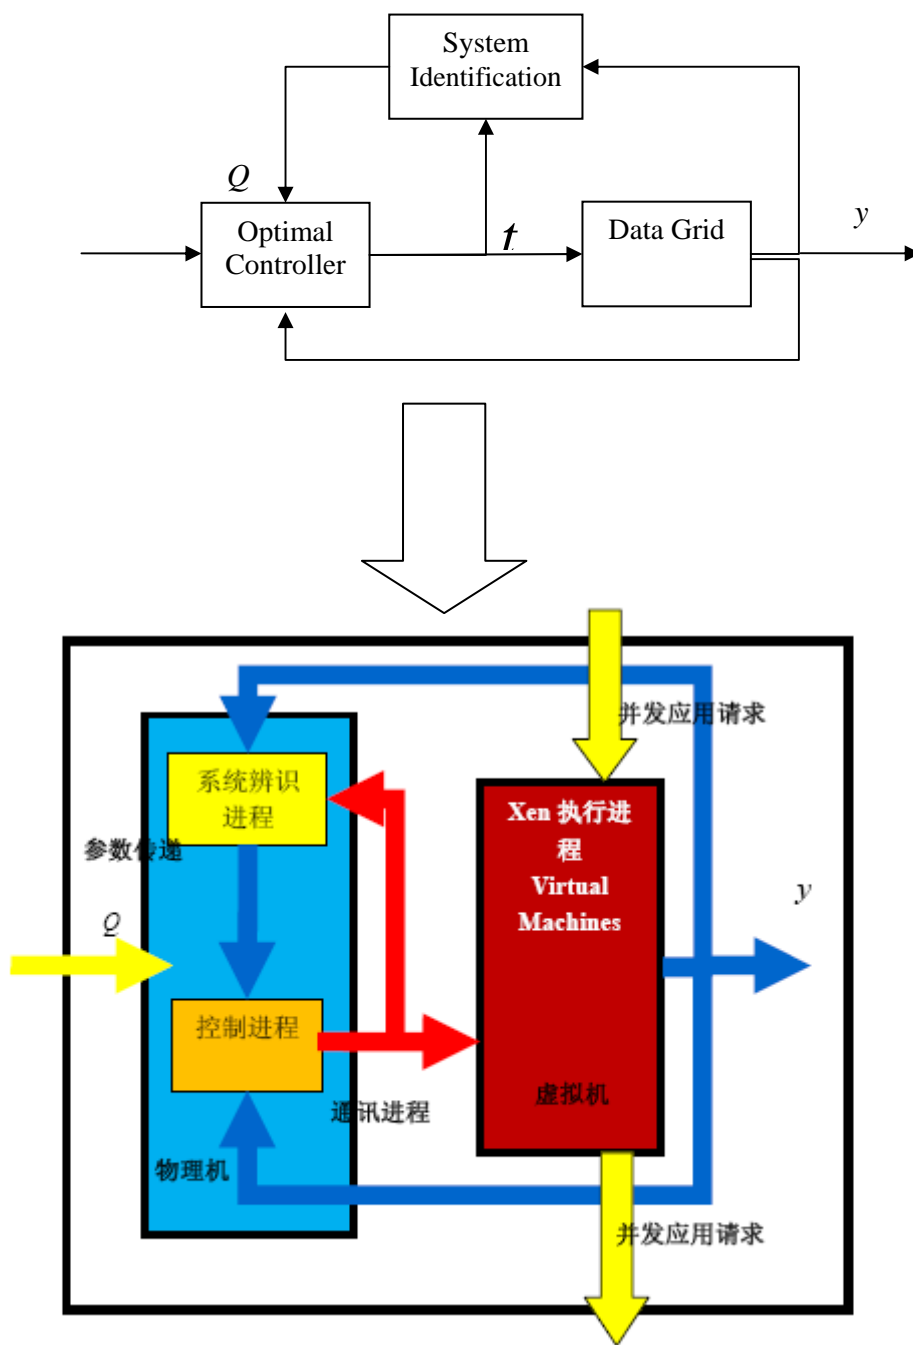 System
Identification
Q
Optimal
Controller
t
Data Grid
y
并发应用请求
系统辨识
进程
参数传递
Q
控制进程
通讯进程
物理机
Xen 执行进
程
Virtual
Machines
虚拟机
y
并发应用请求